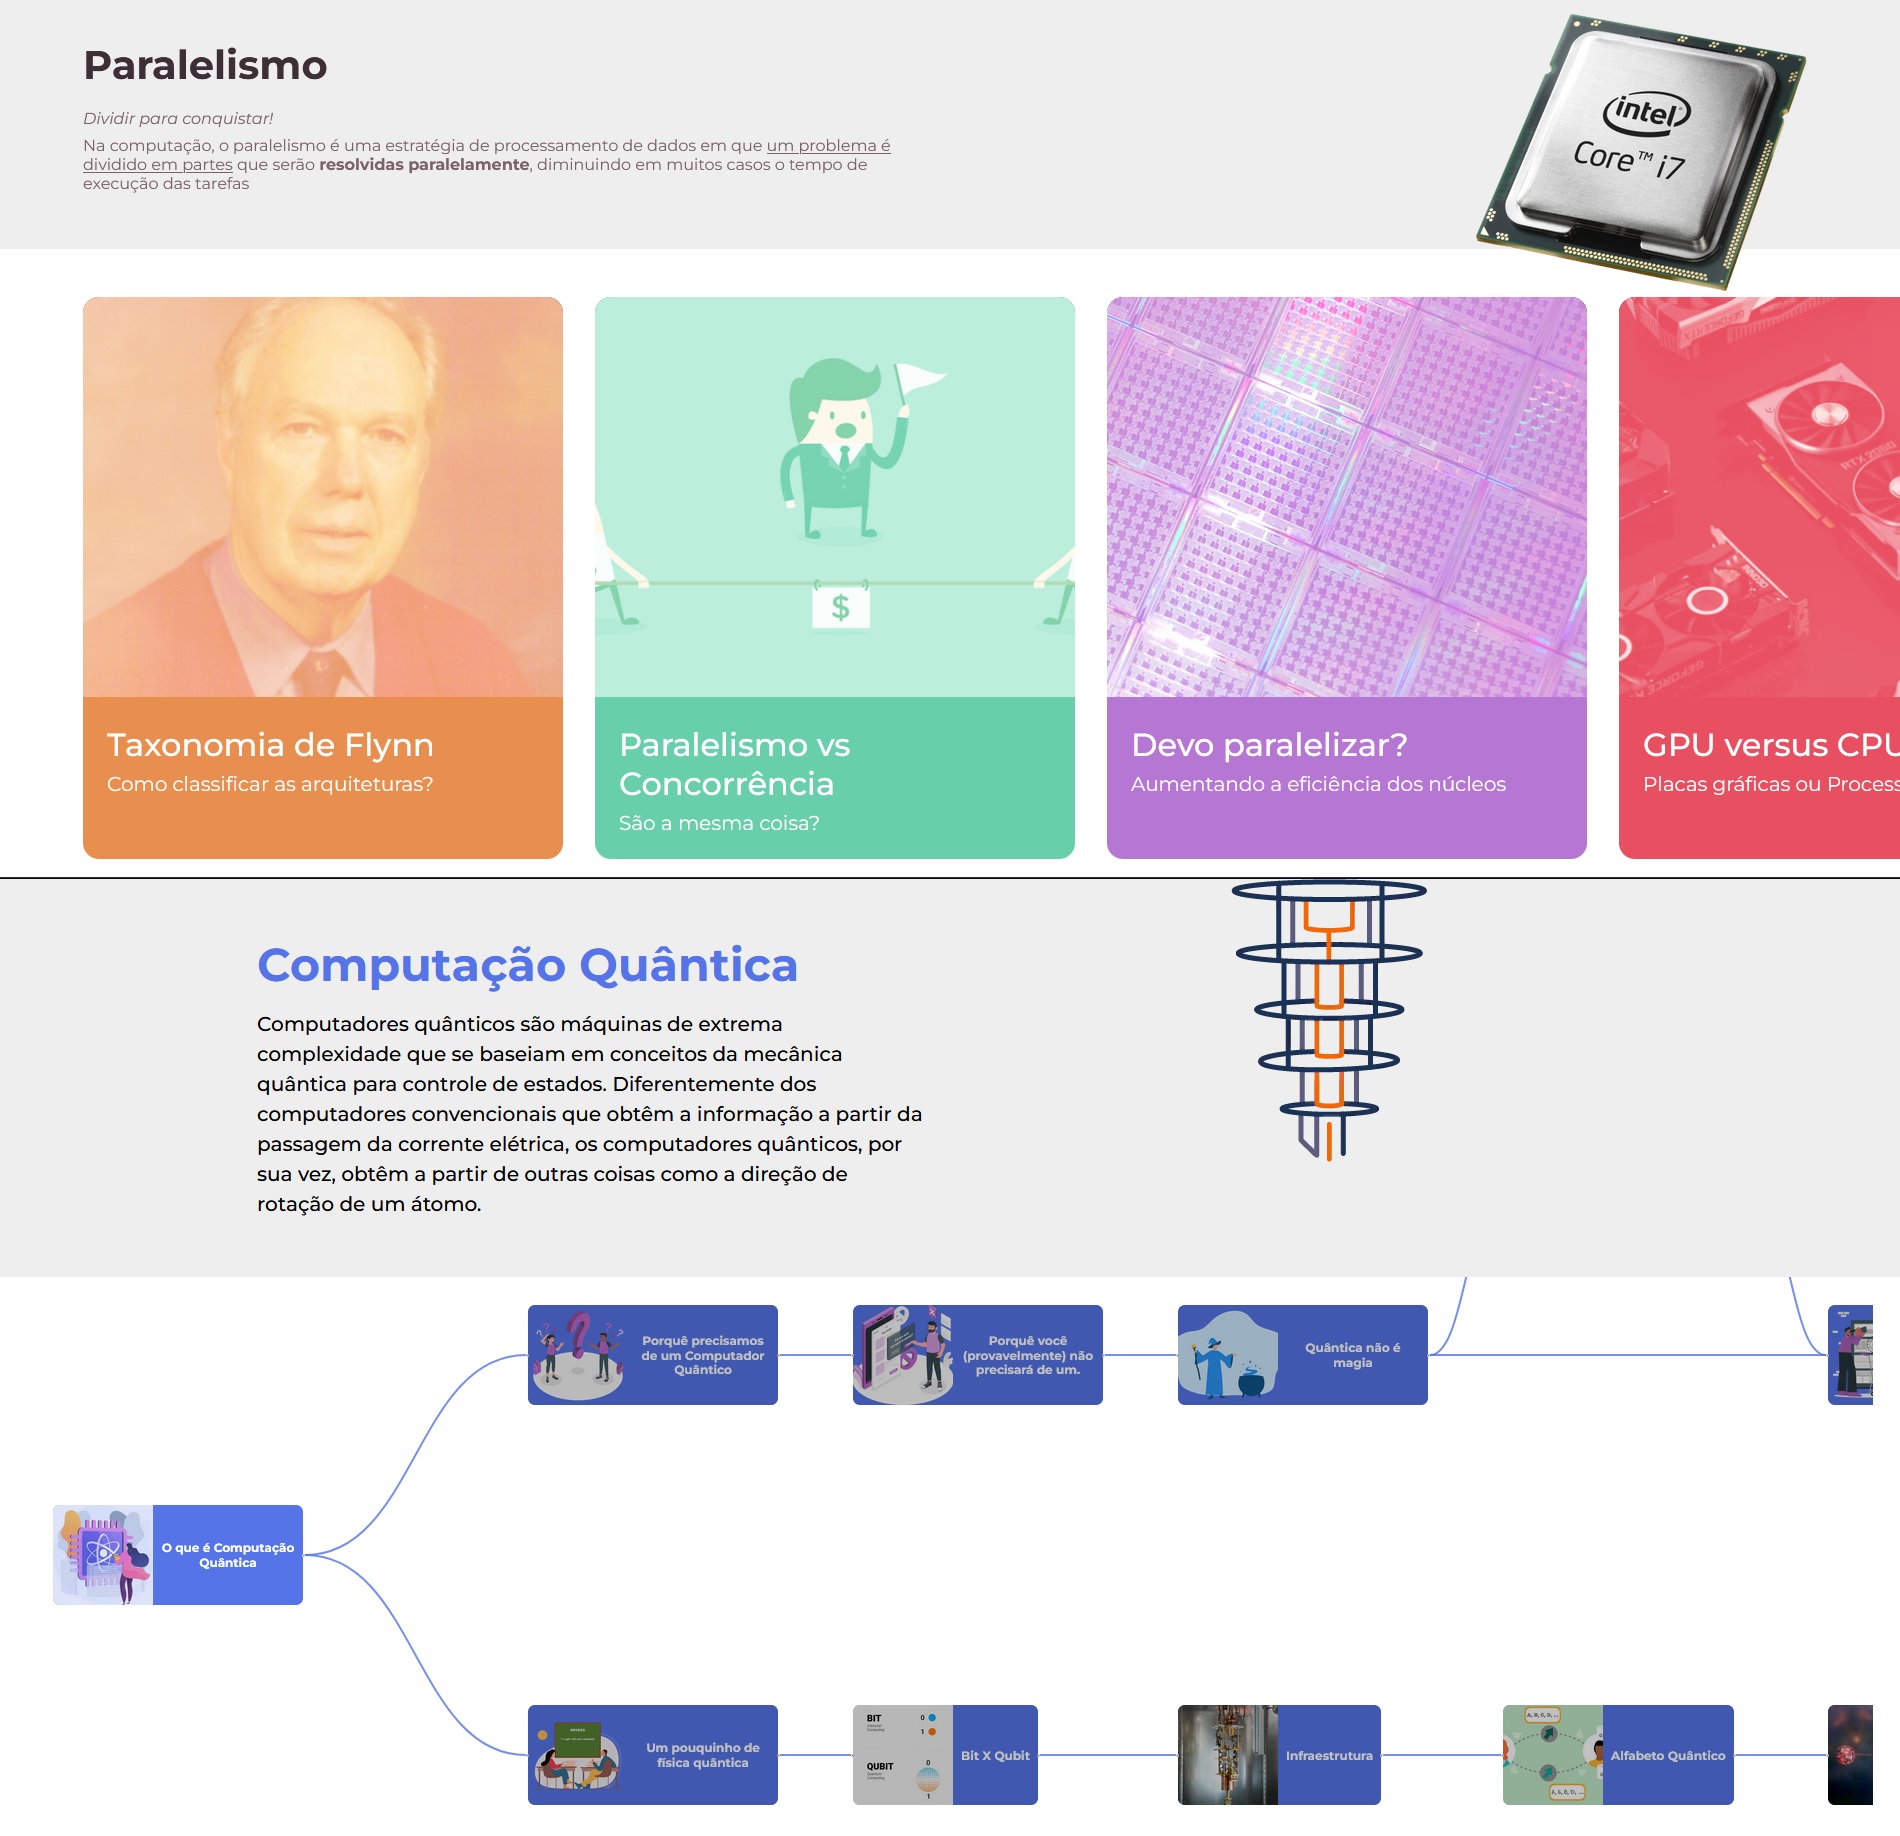 Paralelismo
Dividir para conquistar!
Na computação, o paralelismo é uma estratégia de processamento de dados em que um problema é
dividido em partes que serão resolvidas paralelamente, diminuindo em muitos casos o tempo de
execução das tarefas
intel
Core™ i7
$
RTX 2060
Taxonomia de Flynn
Como classificar as arquiteturas?
Paralelismo vs
Concorrência
São a mesma coisa?
Devo paralelizar?
Aumentando a eficiência dos núcleos
GPU versus CPU
Placas gráficas ou Process
Computação Quântica
Computadores quânticos são máquinas de extrema
complexidade que se baseiam em conceitos da mecânica
quântica para controle de estados. Diferentemente dos
computadores convencionais que obtêm a informação a partir da
passagem da corrente elétrica, os computadores quânticos, por
sua vez, obtêm a partir de outras coisas como a direção de
rotação de um átomo.
Porquê precisamos
de um Computador
Quântico
Porquê você
(provavelmente) não
precisará de um.
Quântica não é
magia
O que é Computação
Quântica
Um pouquinho de
física quântica
BIT
0
1
QUBIT
0
1
Bit X Qubit
Infraestrutura
Alfabeto Quântico